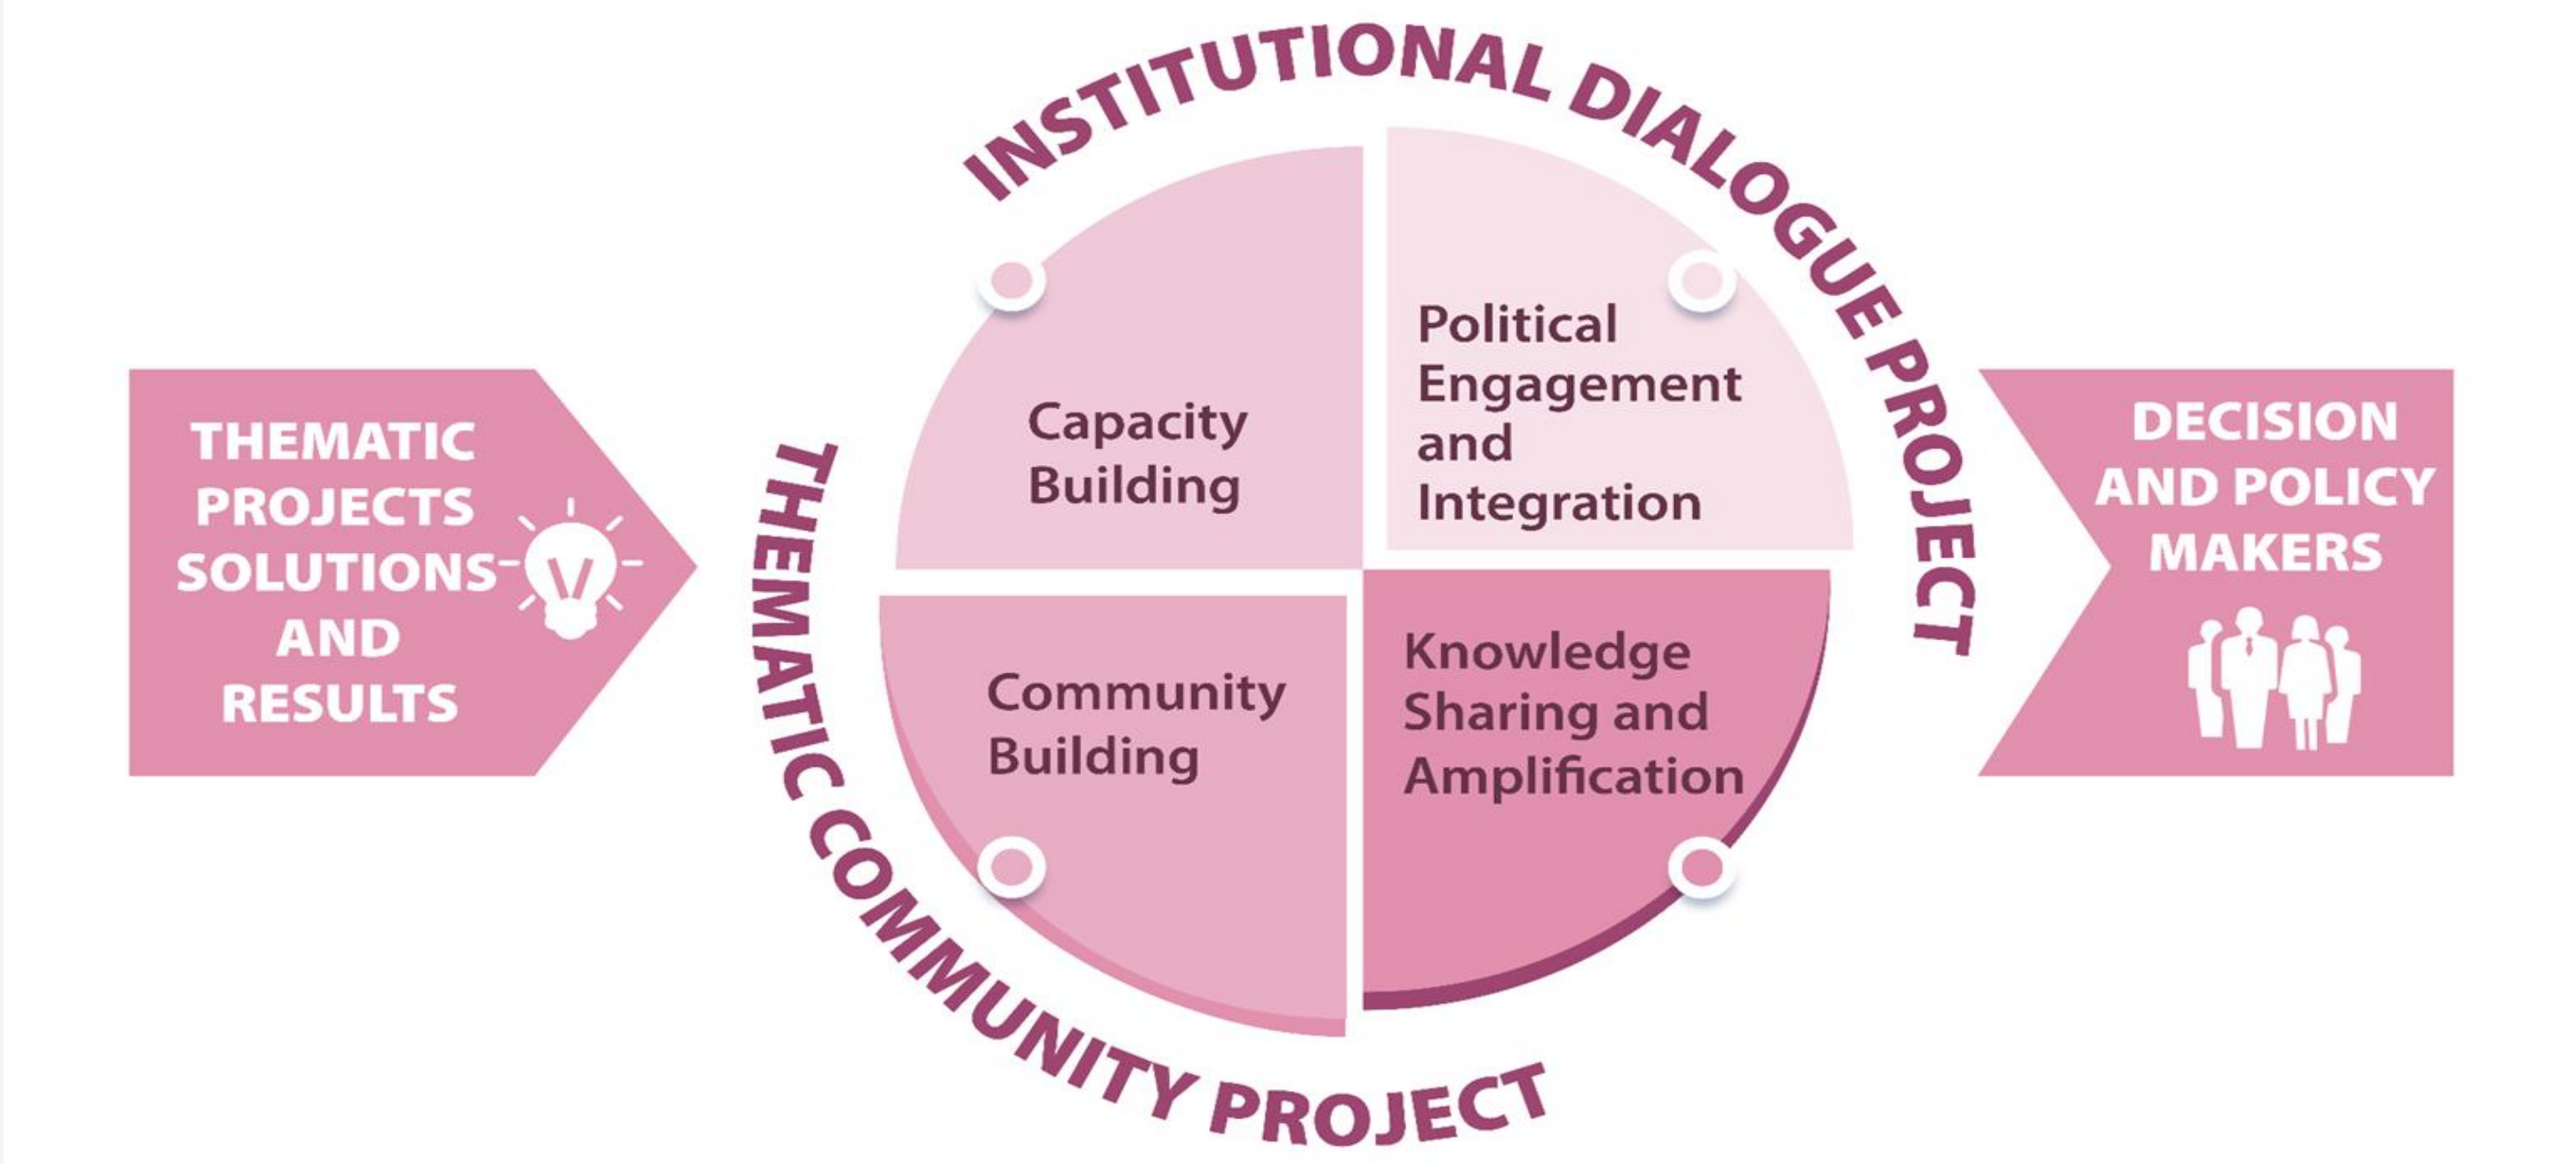 INSTITUTIONAL DIALOGUE PROJECT
THEMATIC
PROJECTS
SOLUTIONS
AND
RESULTS
THEMATIC COMMUNITY PROJECT
Capacity
Building
Political
Engagement
and
Integration
Community
Building
Knowledge
Sharing and
Amplification
DECISION
AND POLICY
MAKERS